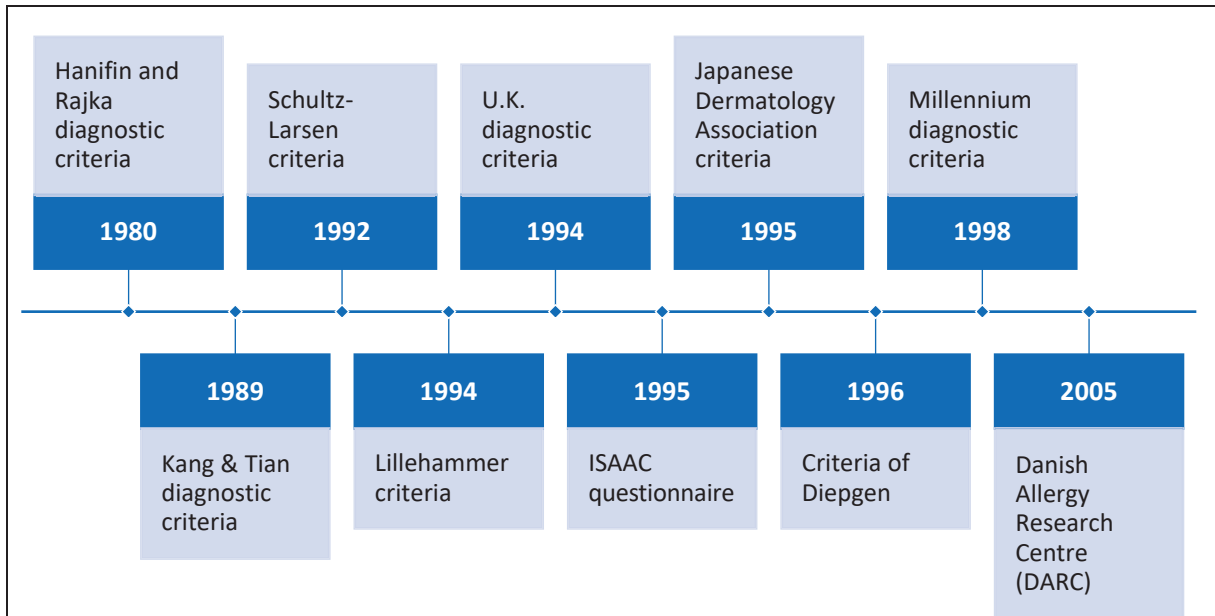 Hanifin and
Rajka
diagnostic
criteria
1980
Schultz-
Larsen
criteria
1992
U.K.
diagnostic
criteria
1994
Japanese
Dermatology
Association
criteria
1995
Millennium
diagnostic
criteria
1998
1989
Kang & Tian
diagnostic
criteria
1994
Lillehammer
criteria
1995
ISAAC
questionnaire
1996
Criteria of
Diepgen
2005
Danish
Allergy
Research
Centre
(DARC)